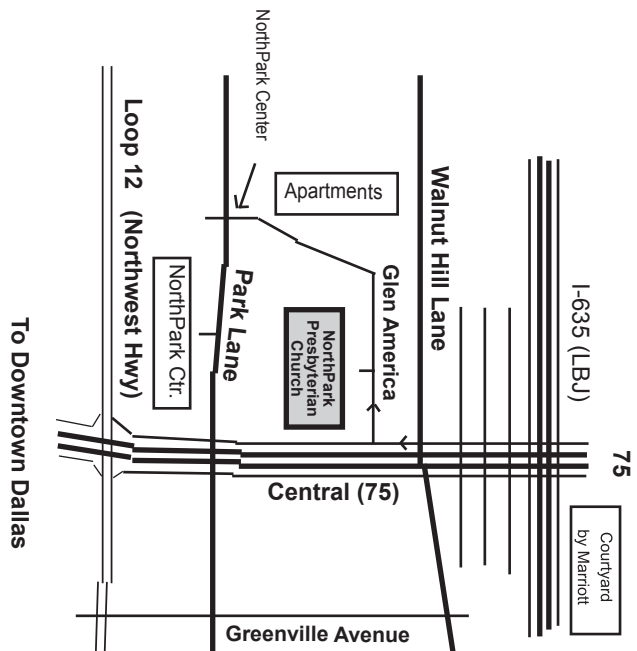 75
I-635 (LBJ)
Courtyard
by Marriott
Walnut Hill Lane
Glen America
Apartments
NorthPark
Presbyterian
Church
NorthPark Center
Park Lane
NorthPark Ctr.
Loop 12 (Northwest Hwy)
Central (75)
Greenville Avenue
To Downtown Dallas